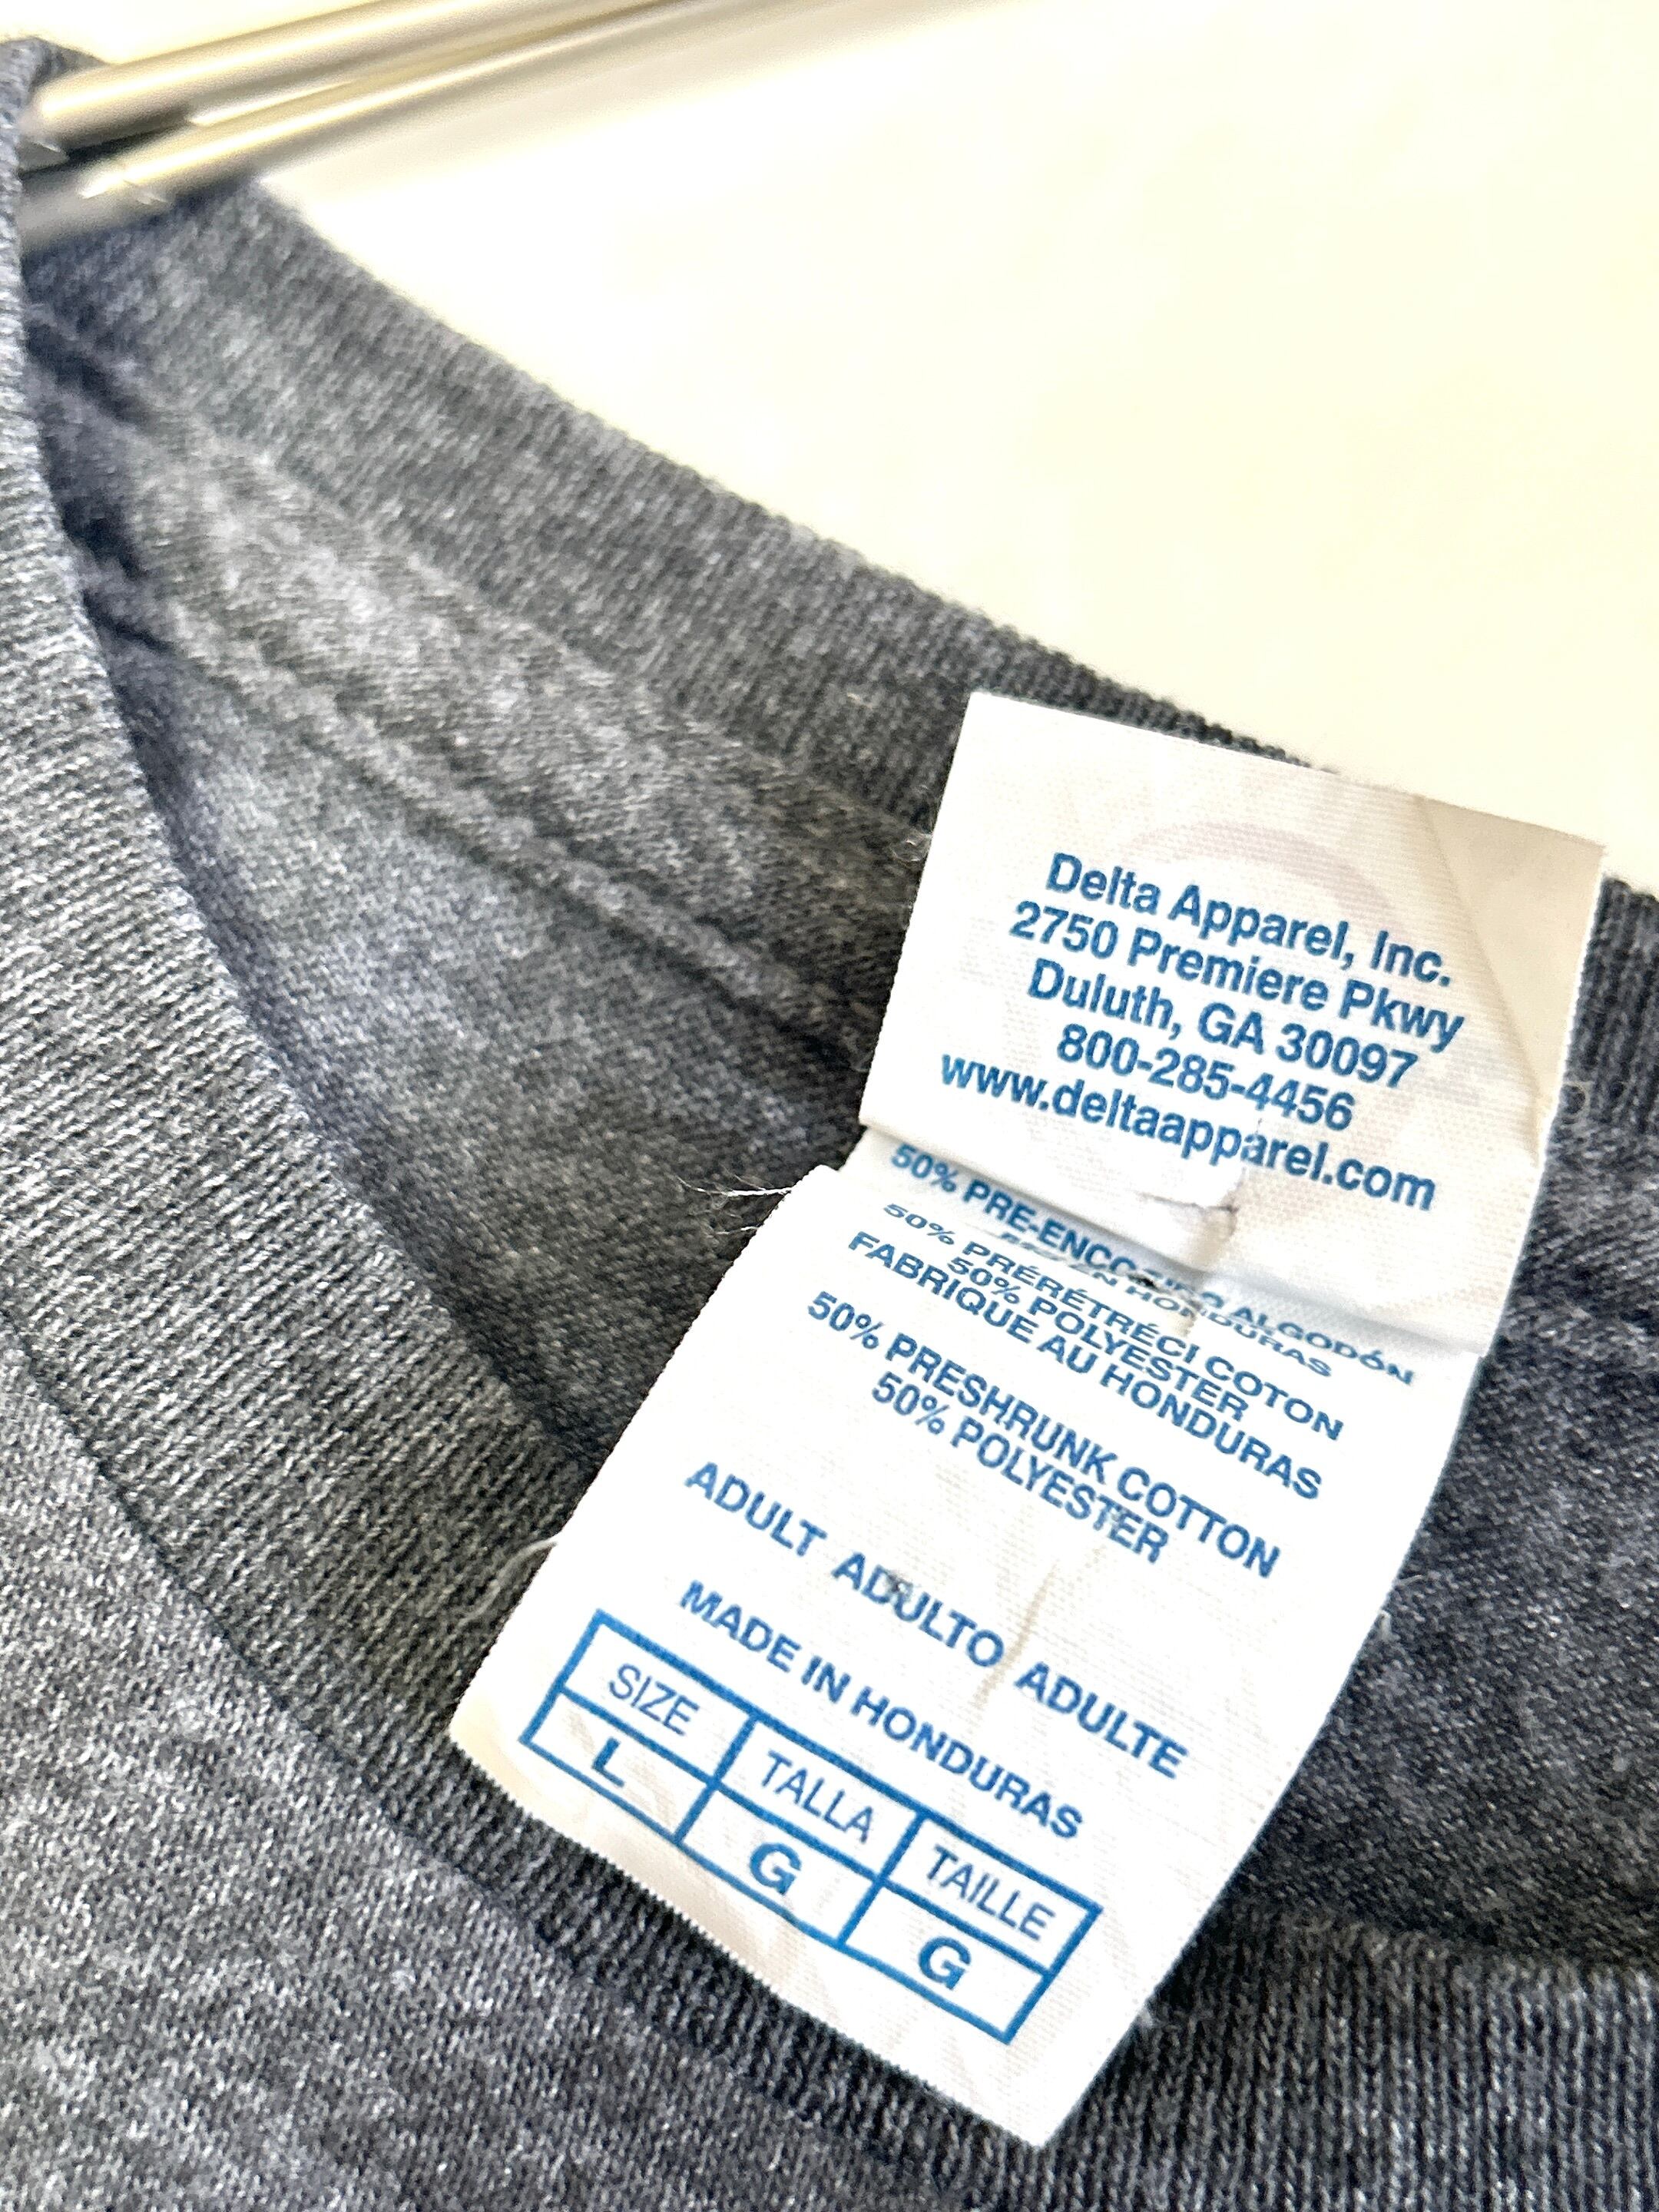 Delta Apparel, Inc.
2750 Premiere Pkwy
Duluth, GA 30097
800-285-4456
www.deltaapparel.com
50% PRE-ENCOGIDO ALGODÓN
HONDURAS
50% PRÉRÉTRÉCI COTON
50% POLYESTER
FABRIQUE AU HONDURAS
50% PRESHRUNK COTTON
50% POLYESTER
ADULT ADULTO ADULTE
MADE IN HONDURAS
SIZE TALLA TAILLE
L G G